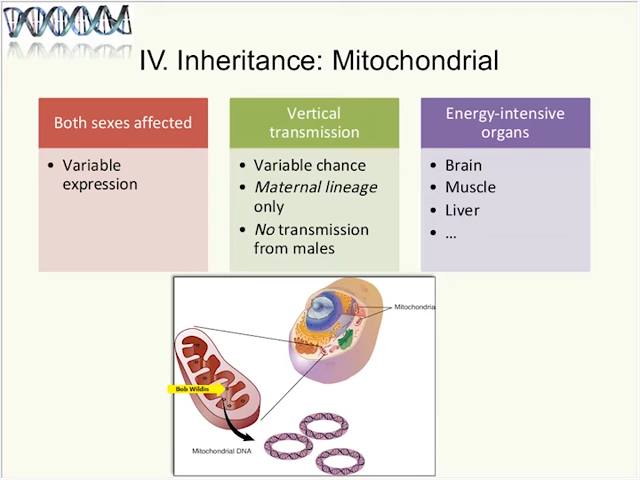 IV. Inheritance: Mitochondrial
Both sexes affected
• Variable
expression
Vertical
transmission
• Variable chance
• Maternal lineage
only
• No transmission
from males
Energy-intensive
organs
• Brain
• Muscle
• Liver
• ...
Mitochondria
Bob Wildin
Mitochondrial DNA